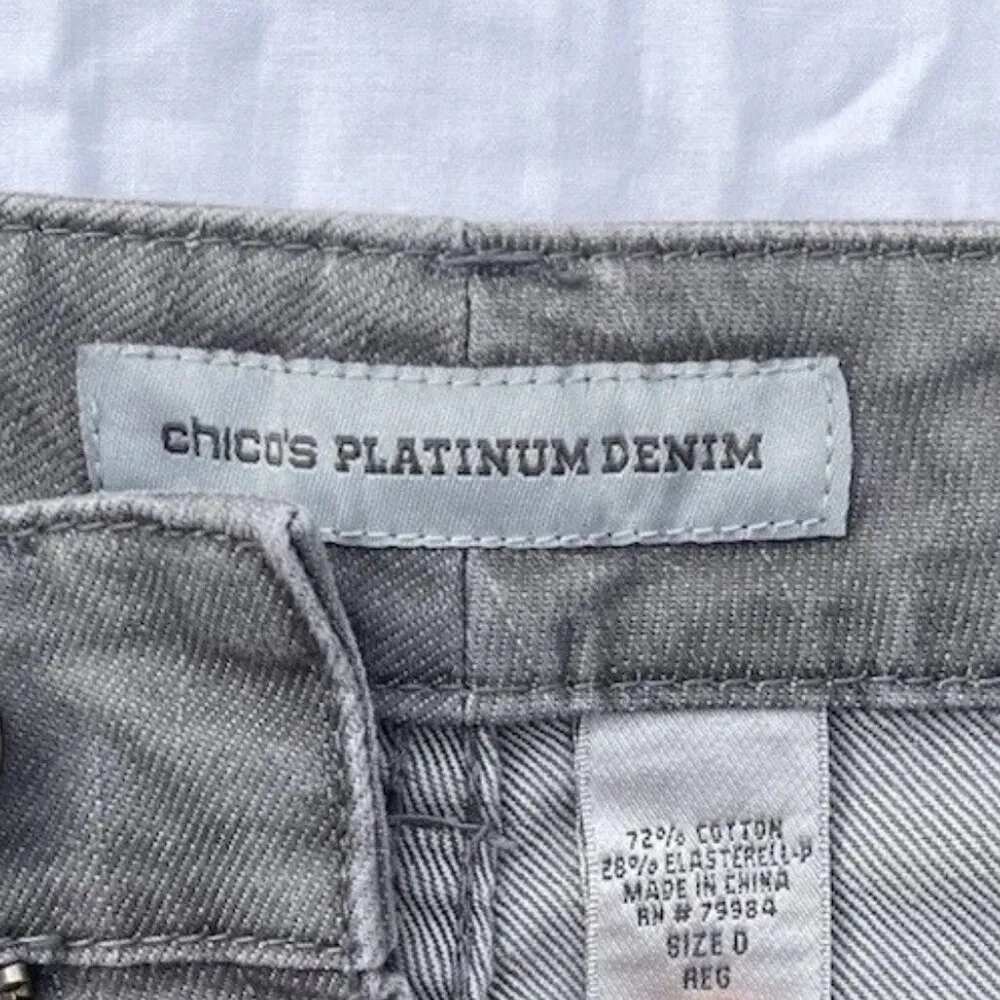 chico's PLATINUM DENIM
72% COTTON
28% ELASTERELL-P
MADE IN CHINA
RN # 79984
SIZE 0
REG